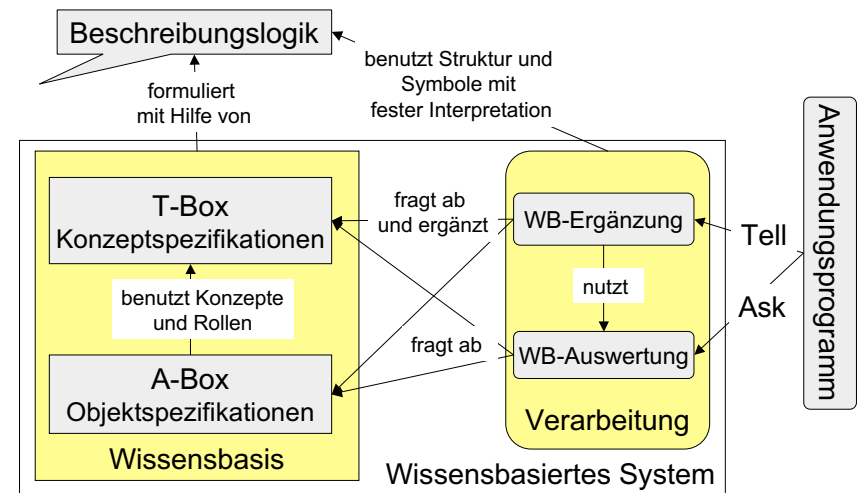 Beschreibungslogik
benutzt Struktur und
Symbole mit
fester Interpretation
formuliert
mit Hilfe von
T-Box
Konzeptspezifikationen
fragt ab
und ergänzt
WB-Ergänzung
Tell
benutzt Konzepte
und Rollen
nutzt
Ask
Anwendungsprogramm
A-Box
Objektspezifikationen
fragt ab
WB-Auswertung
Verarbeitung
Wissensbasis
Wissensbasiertes System